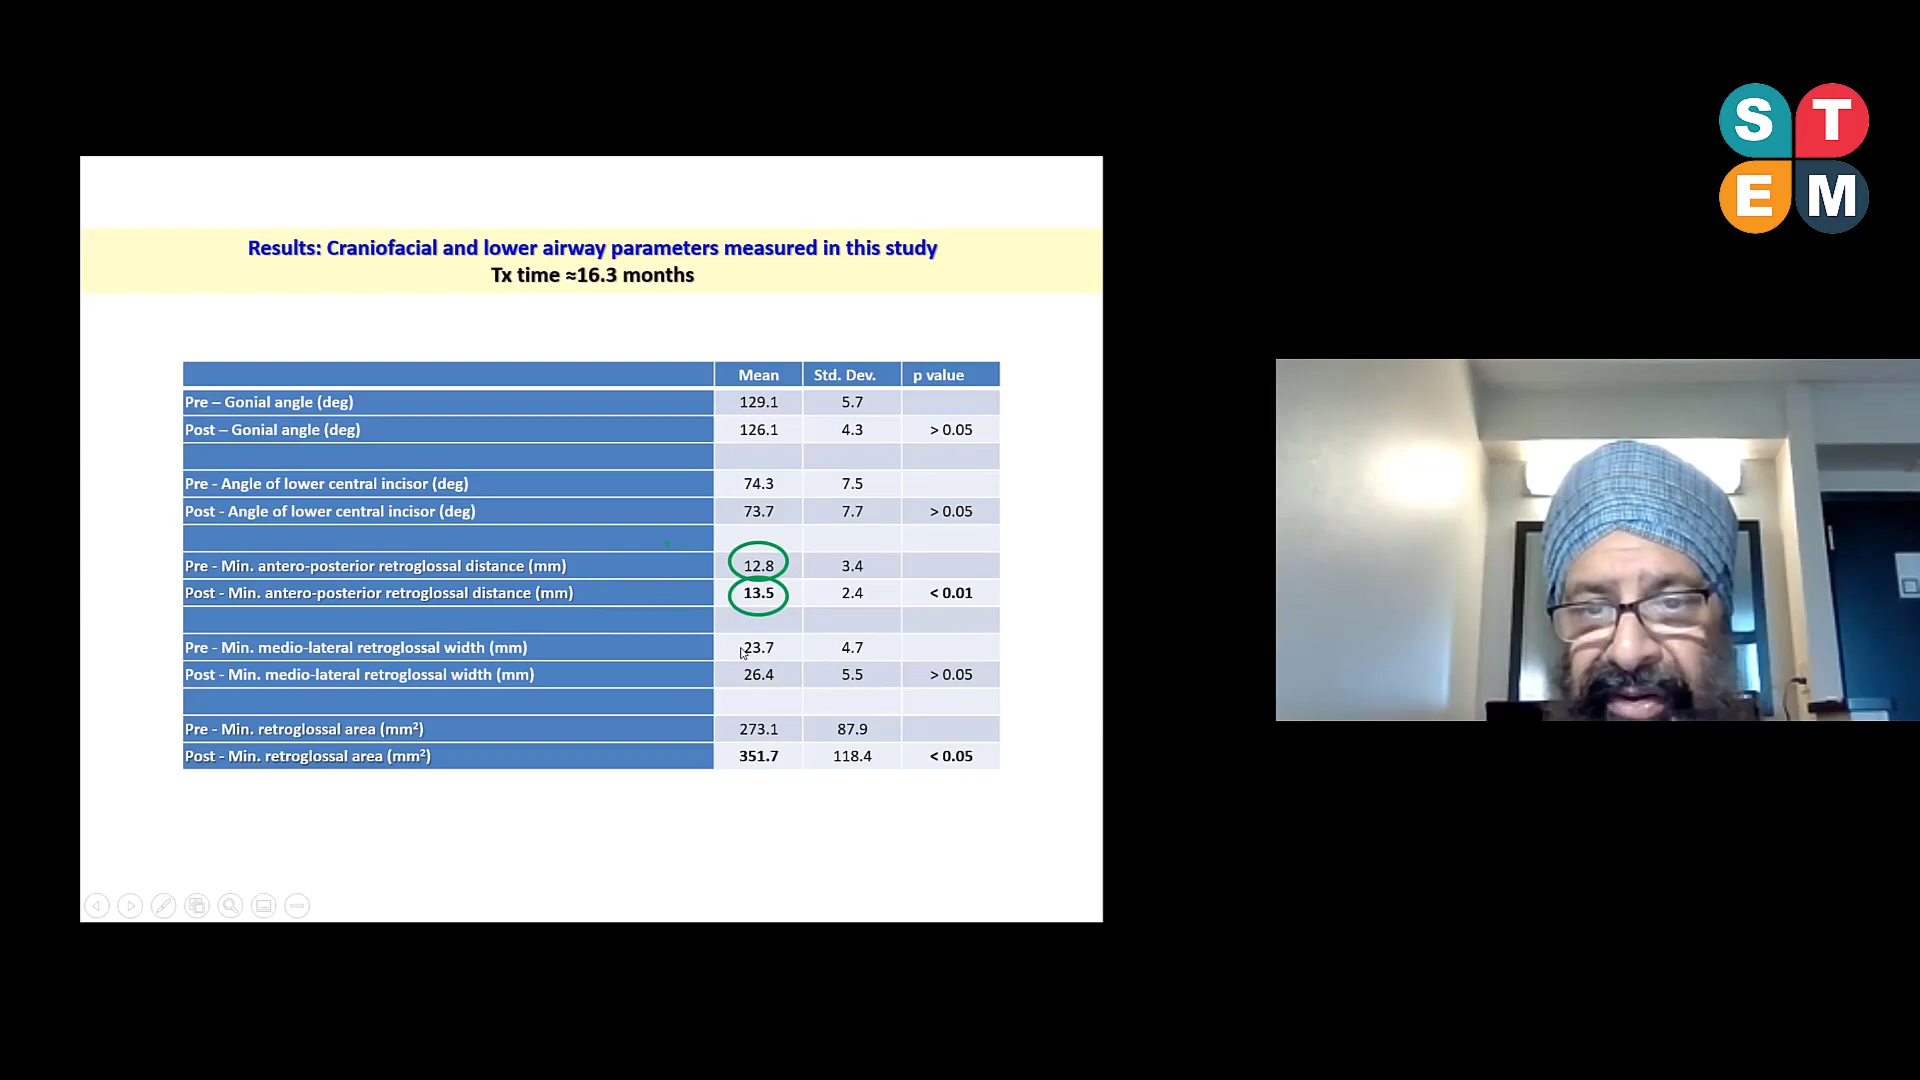 Results: Craniofacial and lower airway parameters measured in this study
Tx time ≈16.3 months
Mean Std. Dev. p value
Pre – Gonial angle (deg) 129.1 5.7
Post – Gonial angle (deg) 126.1 4.3 > 0.05
Pre - Angle of lower central incisor (deg) 74.3 7.5
Post - Angle of lower central incisor (deg) 73.7 7.7 > 0.05
Pre - Min. antero-posterior retroglossal distance (mm) 12.8 3.4
Post - Min. antero-posterior retroglossal distance (mm) 13.5 2.4 < 0.01
Pre - Min. medio-lateral retroglossal width (mm) 23.7 4.7
Post - Min. medio-lateral retroglossal width (mm) 26.4 5.5 > 0.05
Pre - Min. retroglossal area (mm²) 273.1 87.9
Post - Min. retroglossal area (mm²) 351.7 118.4 < 0.05
S T
E M